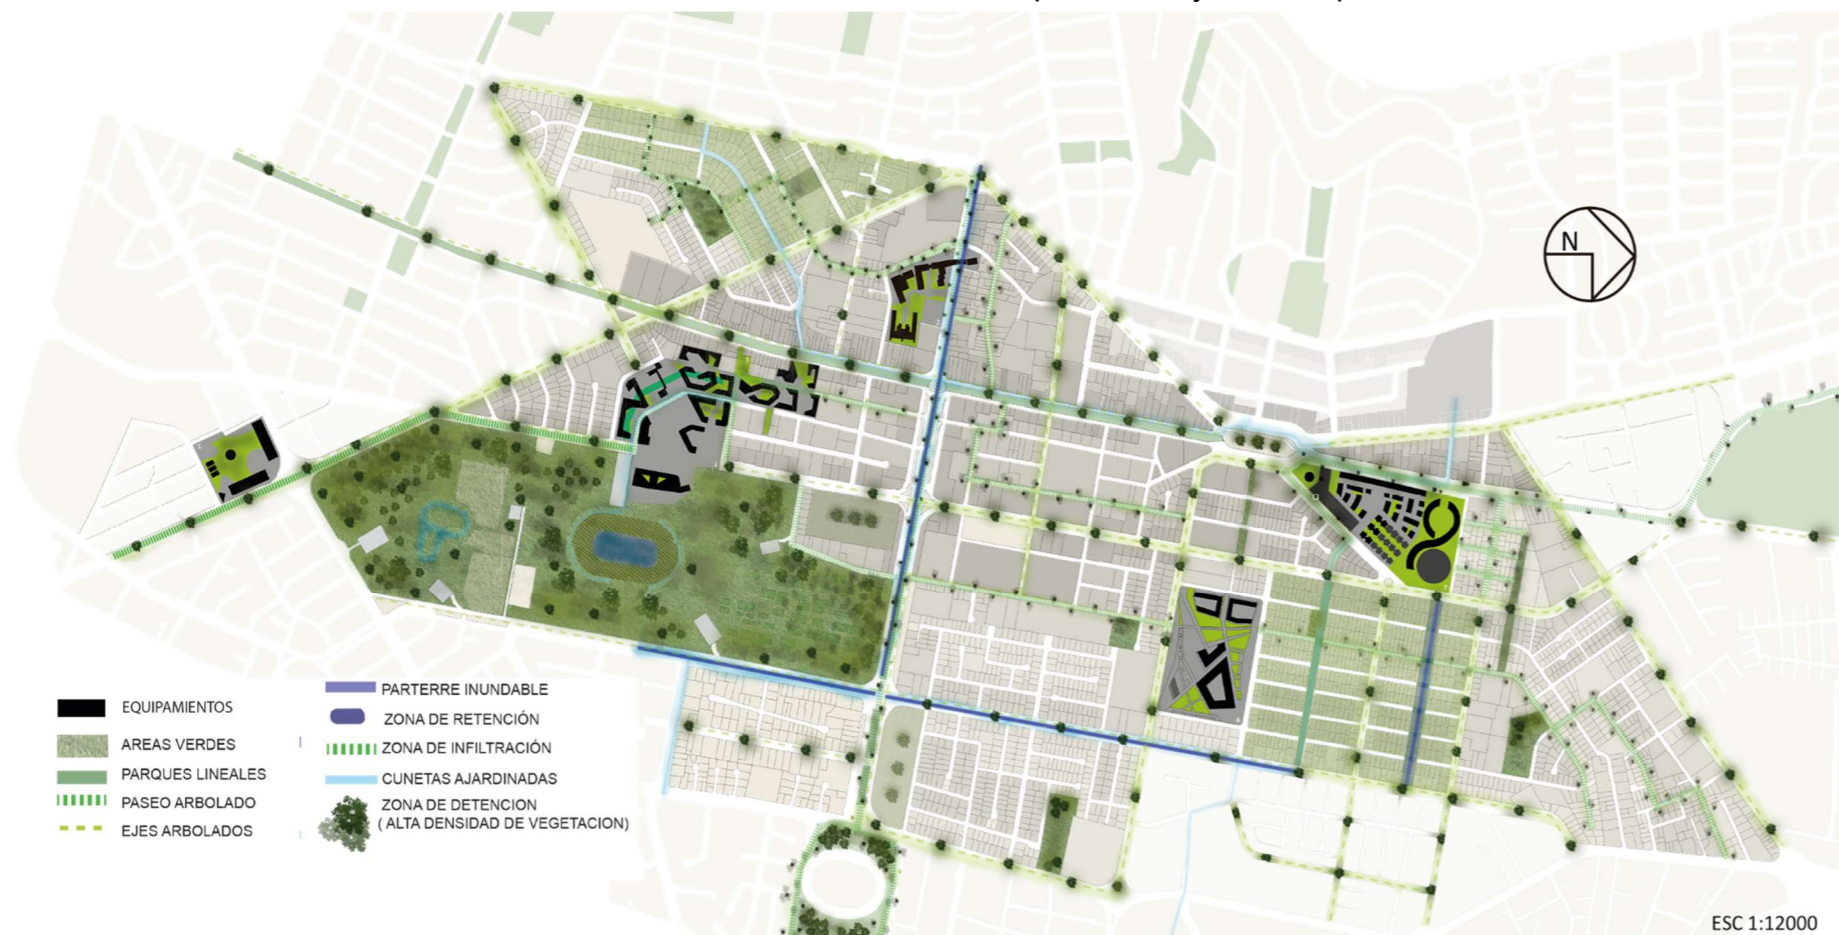 N
EQUIPAMIENTOS
AREAS VERDES
PARQUES LINEALES
PASEO ARBOLADO
EJES ARBOLADOS
PARTERRE INUNDABLE
ZONA DE RETENCIÓN
ZONA DE INFILTRACIÓN
CUNETAS AJARDINADAS
ZONA DE DETENCION
( ALTA DENSIDAD DE VEGETACION)
ESC 1:12000